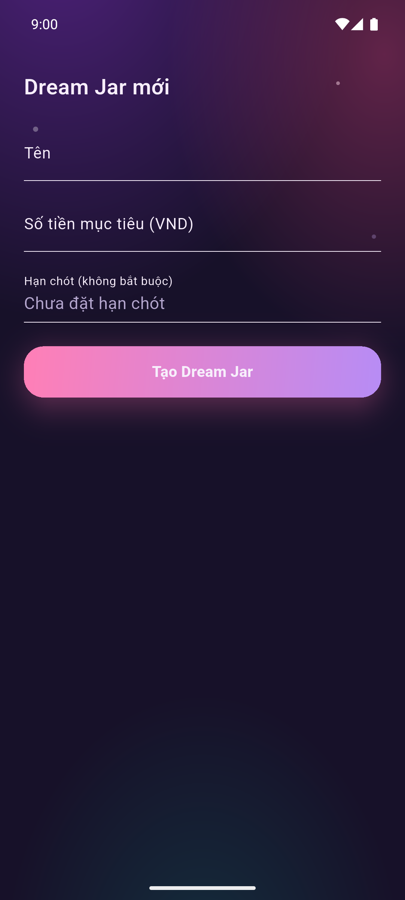 9:00
Dream Jar mới
Tên
Số tiền mục tiêu (VND)
Hạn chót (không bắt buộc)
Chưa đặt hạn chót
Tạo Dream Jar